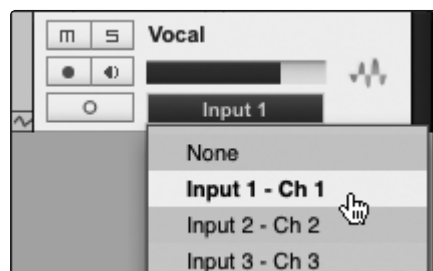 M S Vocal
Input 1
None
Input 1 - Ch 1
Input 2 - Ch 2
Input 3 - Ch 3